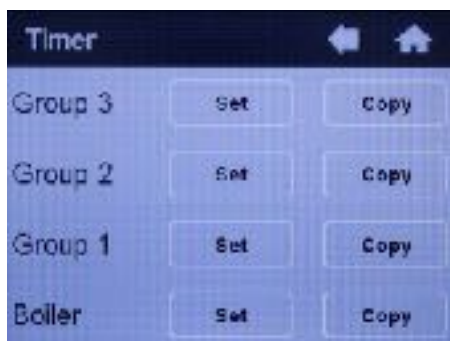 Timer
Group 3 Set Copy
Group 2 Set Copy
Group 1 Set Copy
Boiler Set Copy